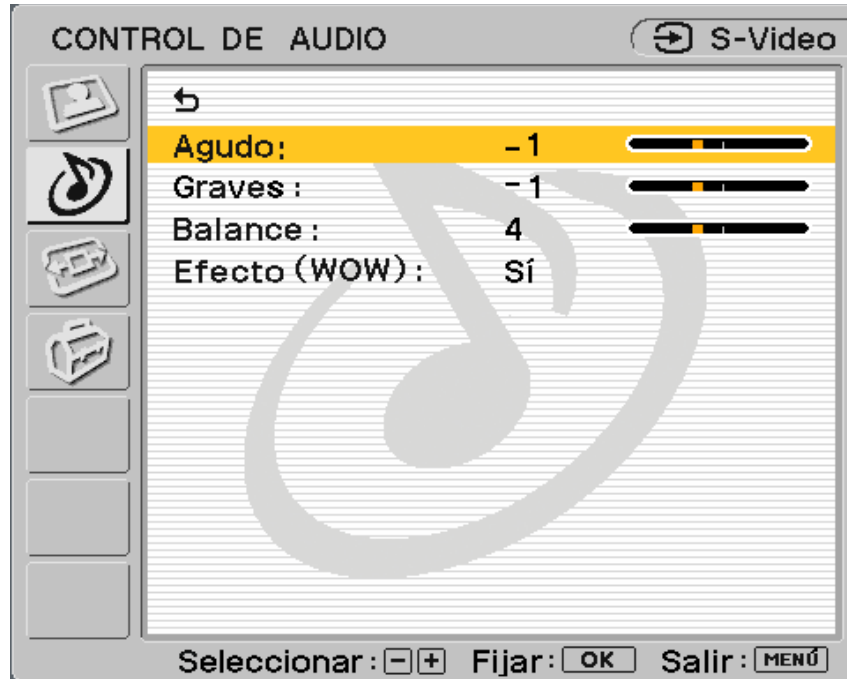 CONTROL DE AUDIO S-Video
Agudo: -1
Graves: -1
Balance: 4
Efecto (WOW): Sí
Seleccionar: - + Fijar: OK Salir: MENÚ